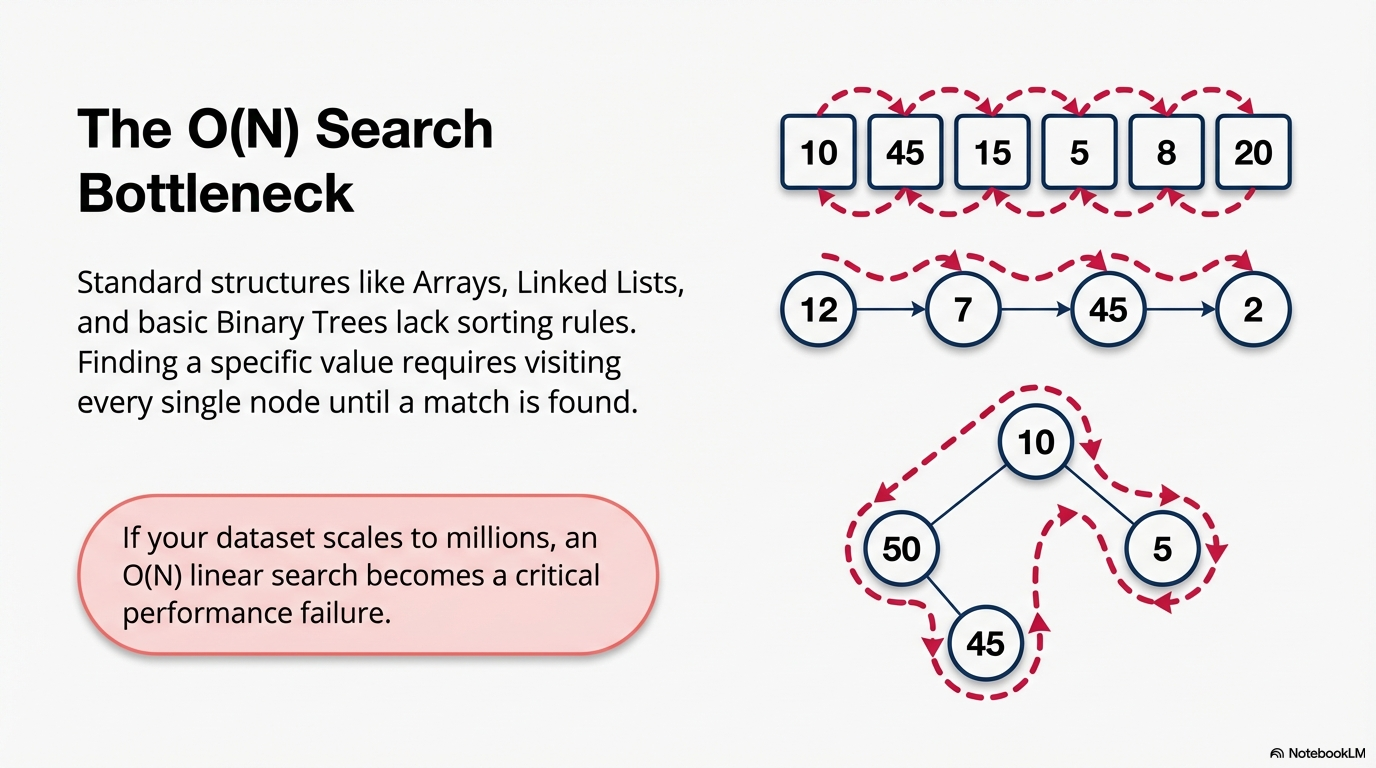 The O(N) Search
Bottleneck
Standard structures like Arrays, Linked Lists,
and basic Binary Trees lack sorting rules.
Finding a specific value requires visiting
every single node until a match is found.
If your dataset scales to millions, an
O(N) linear search becomes a critical
performance failure.
10 45 15 5 8 20
12 7 45 2
10
50 5
45
NotebookLM